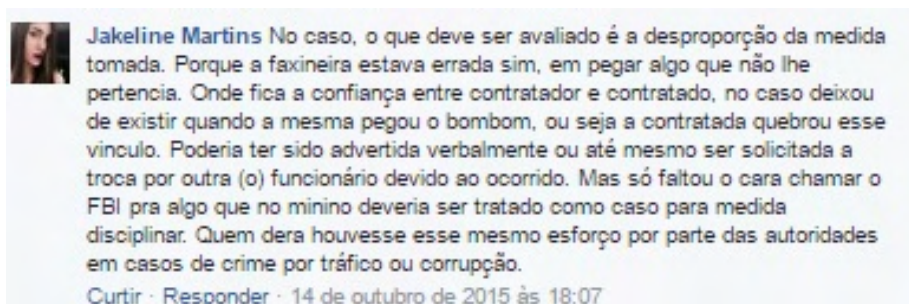 Jakeline Martins No caso, o que deve ser avaliado é a desproporção da medida
tomada. Porque a faxineira estava errada sim, em pegar algo que não lhe
pertencia. Onde fica a confiança entre contratador e contratado, no caso deixou
de existir quando a mesma pegou o bombom, ou seja a contratada quebrou esse
vinculo. Poderia ter sido advertida verbalmente ou até mesmo ser solicitada a
troca por outra (o) funcionário devido ao ocorrido. Mas só faltou o cara chamar o
FBI pra algo que no minino deveria ser tratado como caso para medida
disciplinar. Quem dera houvesse esse mesmo esforço por parte das autoridades
em casos de crime por tráfico ou corrupção.
Curtir · Responder · 14 de outubro de 2015 às 18:07